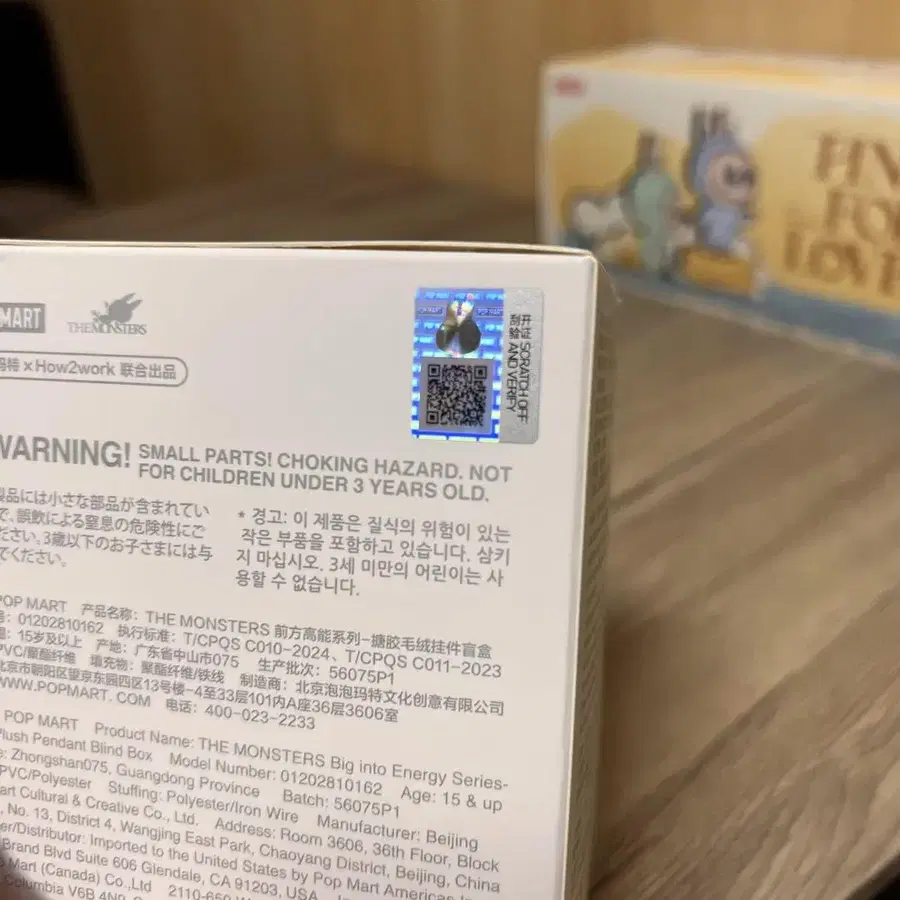 MART
THE MONSTERS
玛特 × How2work 联合出品
POP MART
开 证 SCRATCH OFF
刮 验 AND VERIFY
WARNING! SMALL PARTS! CHOKING HAZARD. NOT
FOR CHILDREN UNDER 3 YEARS OLD.
製品には小さな部品が含まれてい
で、誤飲による窒息の危険性にご
ださい。3歳以下のお子さまには与
でください。
* 경고: 이 제품은 질식의 위험이 있는
작은 부품을 포함하고 있습니다. 삼키
지 마십시오. 3세 미만의 어린이는 사
용할 수 없습니다.
POP MART 产品名称: THE MONSTERS 前方高能系列-搪胶毛绒挂件盲盒
号: 01202810162 执行标准: T/CPQS C010-2024、T/CPQS C011-2023
15岁及以上 产地: 广东省中山市075 生产批次: 56075P1
PVC/聚酯纤维 填充物: 聚酯纤维/铁线 制造商: 北京泡泡玛特文化创意有限公司
北京市朝阳区望京东园四区13号楼-4至33层101内A座36层3606室
WWW.POPMART.COM 电话: 400-023-2233
POP MART Product Name: THE MONSTERS Big into Energy Series-
Plush Pendant Blind Box Model Number: 01202810162 Age: 15 & up
Zhongshan075, Guangdong Province Batch: 56075P1
PVC/Polyester Stuffing: Polyester/Iron Wire Manufacturer: Beijing
Mart Cultural & Creative Co., Ltd. Address: Room 3606, 36th Floor, Block
No. 13, District 4, Wangjing East Park, Chaoyang District, Beijing, China
er/Distributor: Imported to the United States by Pop Mart Americas
Brand Blvd Suite 606 Glendale, CA 91203, USA
Mart (Canada) Co.,Ltd 2110-650
Columbia V6B 4N9
FIN
FOR
LOVE